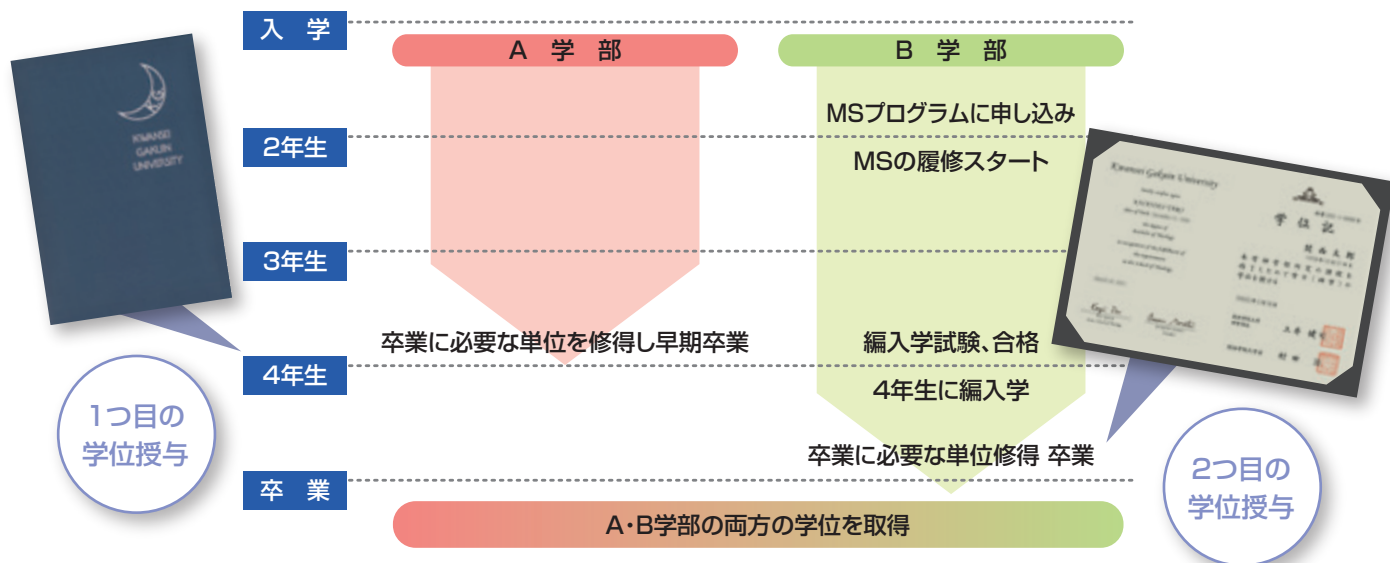 入 学
A 学 部
B 学 部
KWANSEI
GAKUIN
UNIVERSITY
MSプログラムに申し込み
2年生
MSの履修スタート
Kwansei Gakuin University
学位記
3年生
卒業に必要な単位を修得し早期卒業
編入学試験、合格
4年生
4年生に編入学
1つ目の
学位授与
卒業に必要な単位修得 卒業
2つ目の
学位授与
卒 業
A・B学部の両方の学位を取得